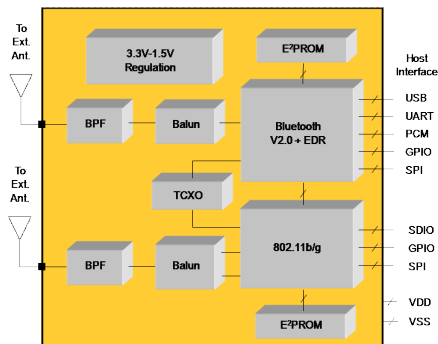 To
Ext.
Ant.
3.3V-1.5V
Regulation
E²PROM
Host
Interface
BPF
Balun
Bluetooth
V2.0 + EDR
USB
UART
PCM
GPIO
SPI
To
Ext.
Ant.
TCXO
BPF
Balun
802.11b/g
SDIO
GPIO
SPI
E²PROM
VDD
VSS